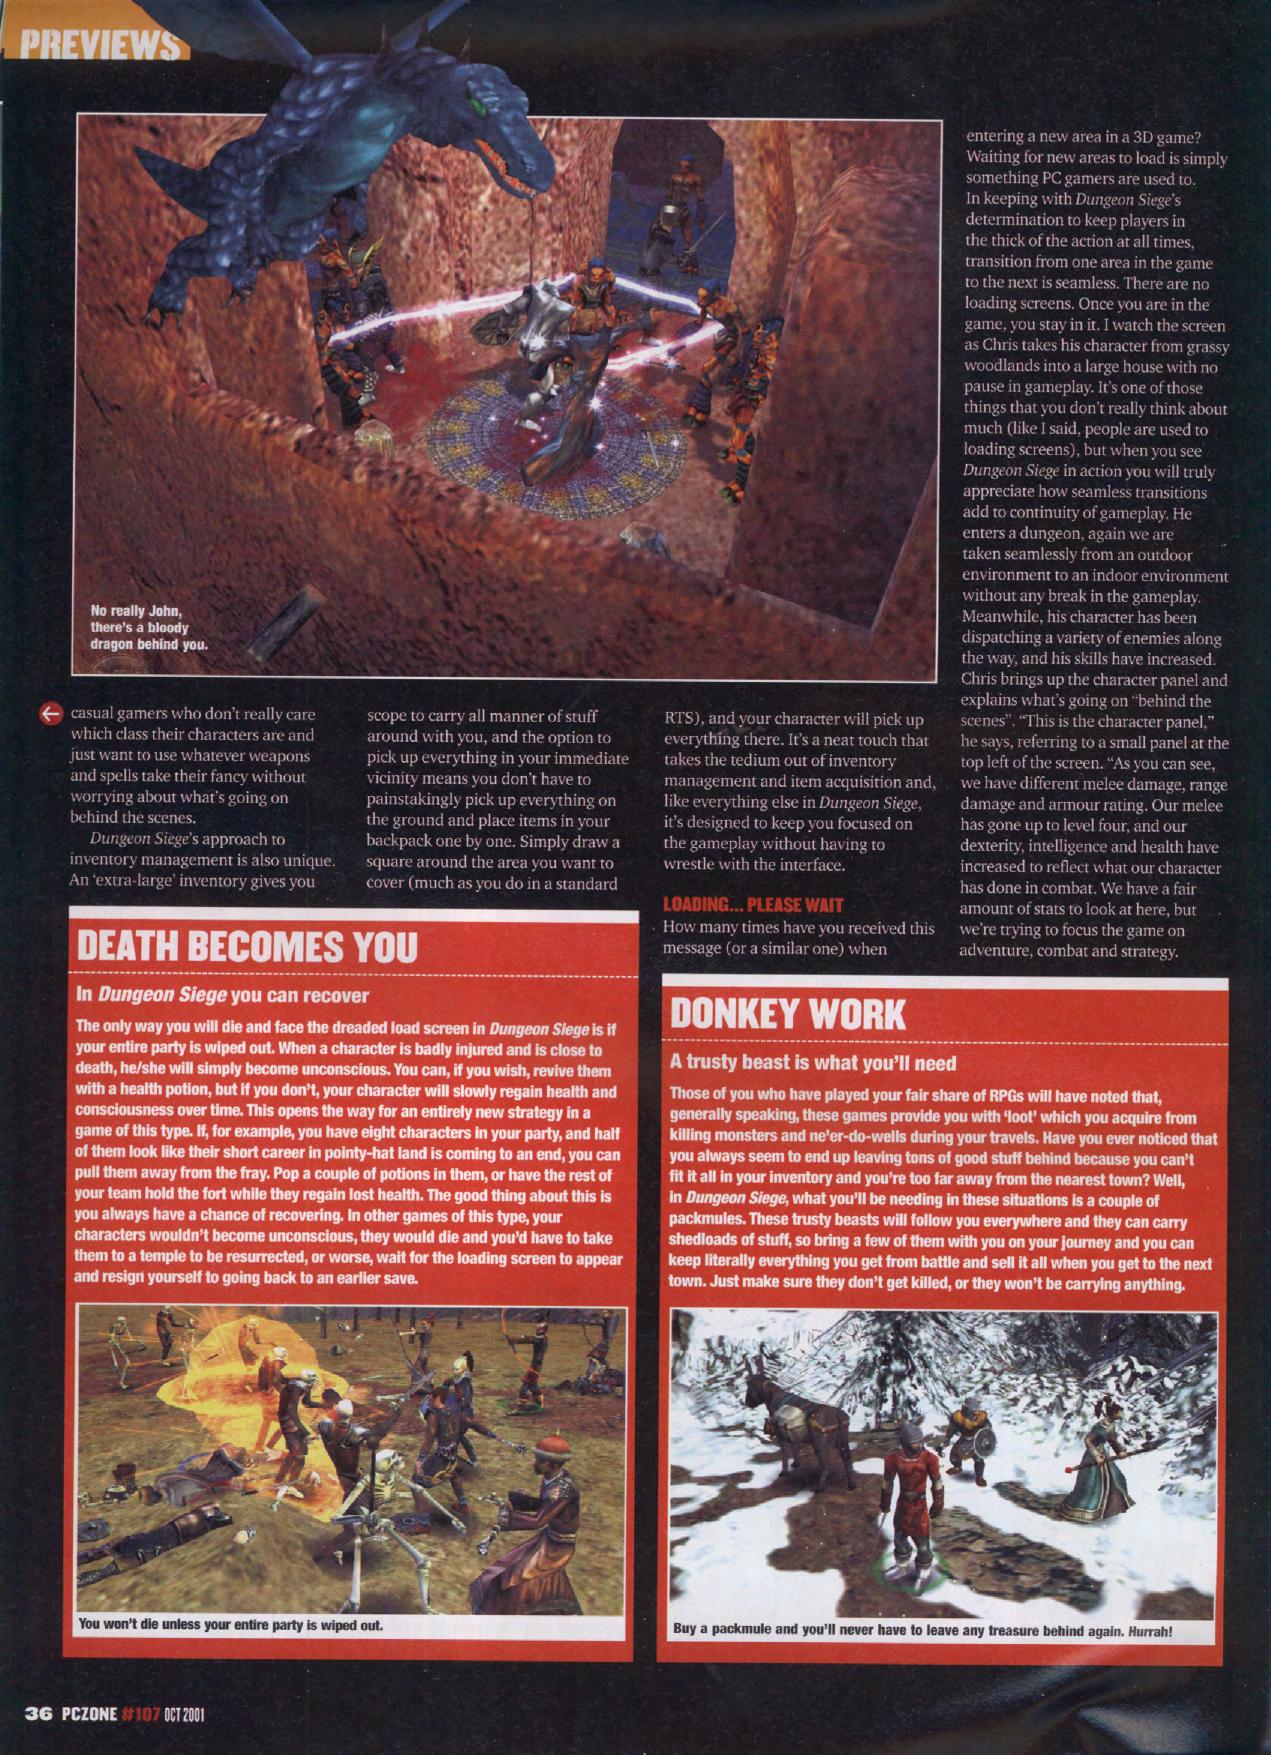 PREVIEWS
No really John,
there's a bloody
dragon behind you.
casual gamers who don't really care
which class their characters are and
just want to use whatever weapons
and spells take their fancy without
worrying about what's going on
behind the scenes.
Dungeon Siege's approach to
inventory management is also unique.
An 'extra-large' inventory gives you
scope to carry all manner of stuff
around with you, and the option to
pick up everything in your immediate
vicinity means you don't have to
painstakingly pick up everything on
the ground and place items in your
backpack one by one. Simply draw a
square around the area you want to
cover (much as you do in a standard
RTS), and your character will pick up
everything there. It's a neat touch that
takes the tedium out of inventory
management and item acquisition and,
like everything else in Dungeon Siege,
it's designed to keep you focused on
the gameplay without having to
wrestle with the interface.
LOADING... PLEASE WAIT
How many times have you received this
message (or a similar one) when
entering a new area in a 3D game?
Waiting for new areas to load is simply
something PC gamers are used to.
In keeping with Dungeon Siege's
determination to keep players in
the thick of the action at all times,
transition from one area in the game
to the next is seamless. There are no
loading screens. Once you are in the
game, you stay in it. I watch the screen
as Chris takes his character from grassy
woodlands into a large house with no
pause in gameplay. It's one of those
things that you don't really think about
much (like I said, people are used to
loading screens), but when you see
Dungeon Siege in action you will truly
appreciate how seamless transitions
add to continuity of gameplay. He
enters a dungeon, again we are
taken seamlessly from an outdoor
environment to an indoor environment
without any break in the gameplay.
Meanwhile, his character has been
dispatching a variety of enemies along
the way, and his skills have increased.
Chris brings up the character panel and
explains what's going on "behind the
scenes". "This is the character panel,"
he says, referring to a small panel at the
top left of the screen. "As you can see,
we have different melee damage, range
damage and armour rating. Our melee
has gone up to level four, and our
dexterity, intelligence and health have
increased to reflect what our character
has done in combat. We have a fair
amount of stats to look at here, but
we're trying to focus the game on
adventure, combat and strategy.
DEATH BECOMES YOU
In Dungeon Siege you can recover
The only way you will die and face the dreaded load screen in Dungeon Siege is if
your entire party is wiped out. When a character is badly injured and is close to
death, he/she will simply become unconscious. You can, if you wish, revive them
with a health potion, but if you don't, your character will slowly regain health and
consciousness over time. This opens the way for an entirely new strategy in a
game of this type. If, for example, you have eight characters in your party, and half
of them look like their short career in pointy-hat land is coming to an end, you can
pull them away from the fray. Pop a couple of potions in them, or have the rest of
your team hold the fort while they regain lost health. The good thing about this is
you always have a chance of recovering. In other games of this type, your
characters wouldn't become unconscious, they would die and you'd have to take
them to a temple to be resurrected, or worse, wait for the loading screen to appear
and resign yourself to going back to an earlier save.
You won't die unless your entire party is wiped out.
DONKEY WORK
A trusty beast is what you'll need
Those of you who have played your fair share of RPGs will have noted that,
generally speaking, these games provide you with 'loot' which you acquire from
killing monsters and ne'er-do-wells during your travels. Have you ever noticed that
you always seem to end up leaving tons of good stuff behind because you can't
fit it all in your inventory and you're too far away from the nearest town? Well,
in Dungeon Siege, what you'll be needing in these situations is a couple of
packmules. These trusty beasts will follow you everywhere and they can carry
shedloads of stuff, so bring a few of them with you on your journey and you can
keep literally everything you get from battle and sell it all when you get to the next
town. Just make sure they don't get killed, or they won't be carrying anything.
Buy a packmule and you'll never have to leave any treasure behind again. Hurrah!
36 PCZONE #107 OCT 2001